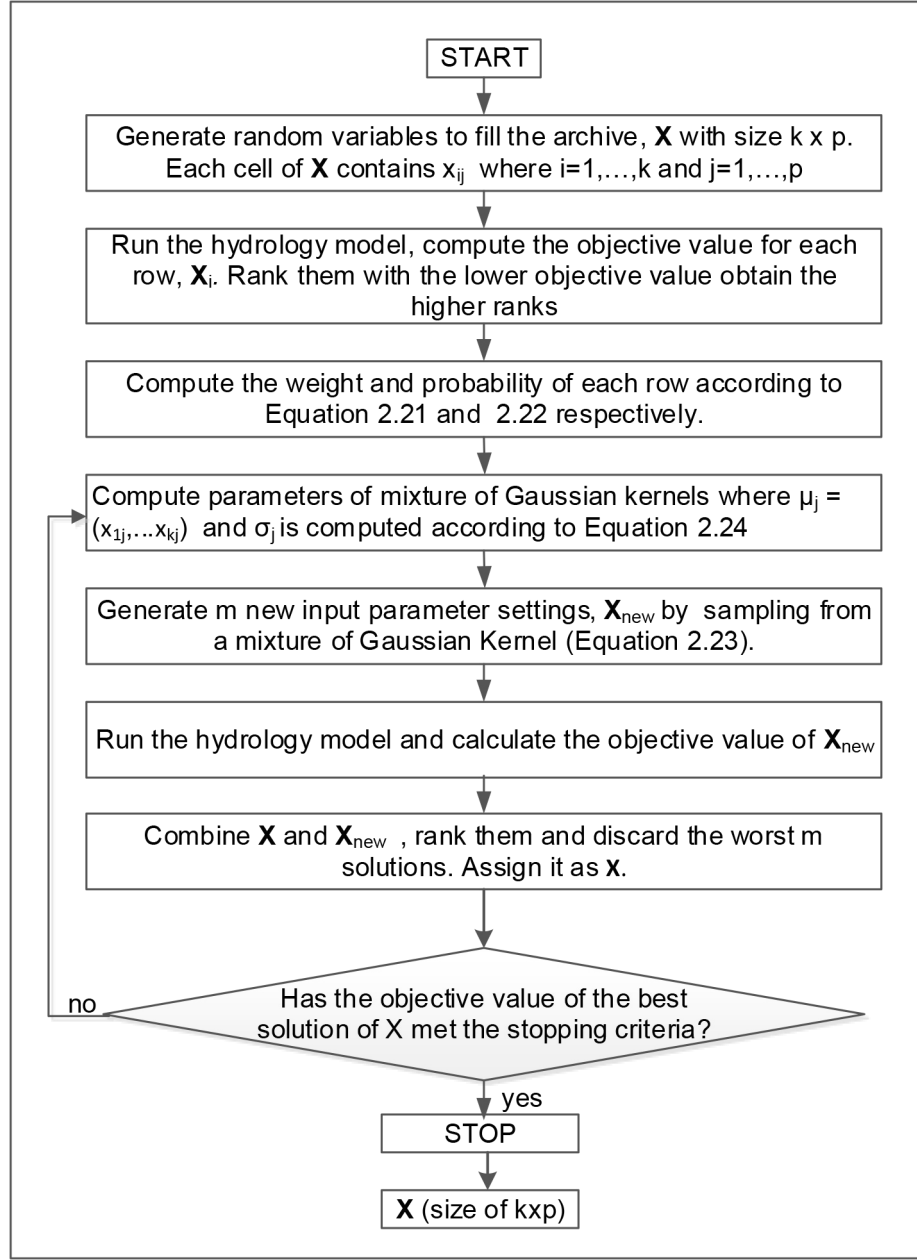 START
Generate random variables to fill the archive, X with size k x p.
Each cell of X contains xij where i=1,...,k and j=1,...,p
Run the hydrology model, compute the objective value for each
row, Xi. Rank them with the lower objective value obtain the
higher ranks
Compute the weight and probability of each row according to
Equation 2.21 and 2.22 respectively.
Compute parameters of mixture of Gaussian kernels where μj =
(x1j,...xkj) and σj is computed according to Equation 2.24
Generate m new input parameter settings, Xnew by sampling from
a mixture of Gaussian Kernel (Equation 2.23).
Run the hydrology model and calculate the objective value of Xnew
Combine X and Xnew , rank them and discard the worst m
solutions. Assign it as x.
no
Has the objective value of the best
solution of X met the stopping criteria?
yes
STOP
X (size of kxp)